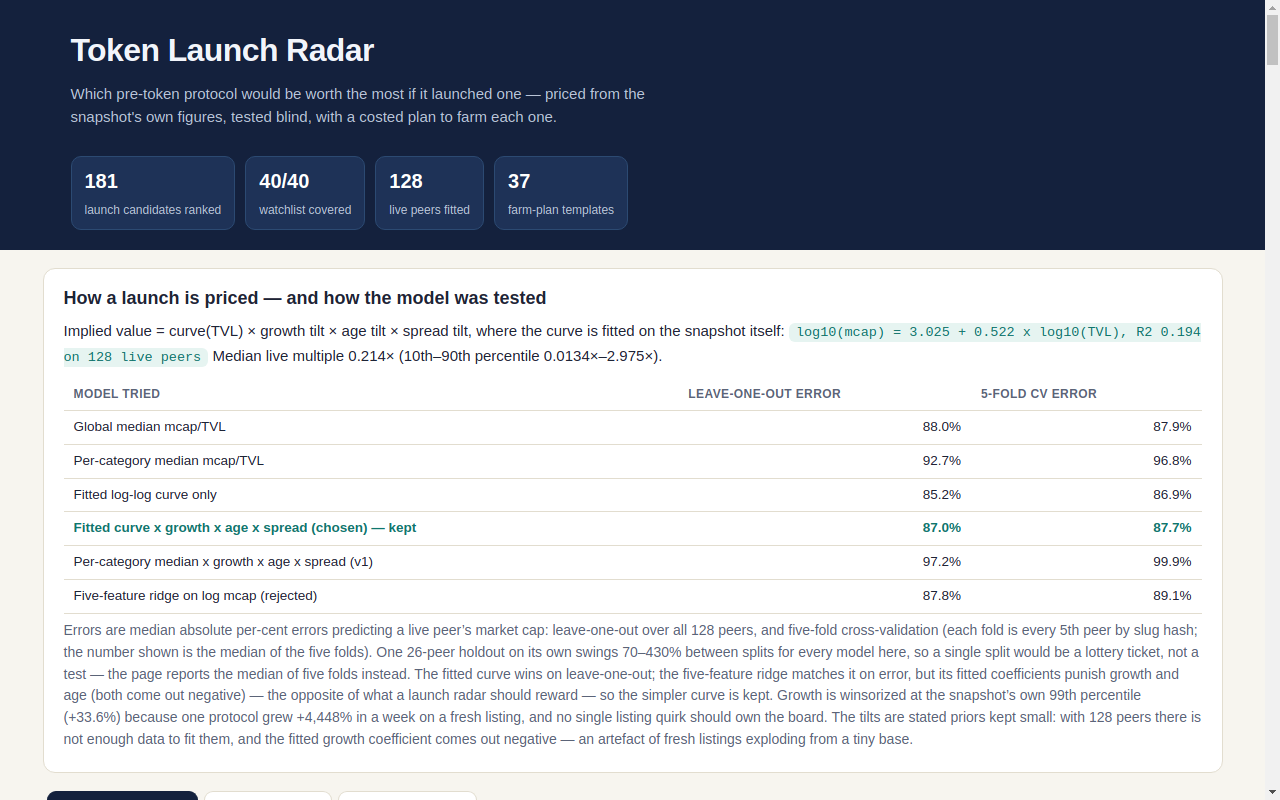 Token Launch Radar
Which pre-token protocol would be worth the most if it launched one — priced from the
snapshot's own figures, tested blind, with a costed plan to farm each one.
181
launch candidates ranked
40/40
watchlist covered
128
live peers fitted
37
farm-plan templates
How a launch is priced — and how the model was tested
Implied value = curve(TVL) × growth tilt × age tilt × spread tilt, where the curve is fitted on the snapshot itself: log10(mcap) = 3.025 + 0.522 x log10(TVL), R2 0.194
on 128 live peers Median live multiple 0.214× (10th–90th percentile 0.0134×–2.975×).
MODEL TRIED LEAVE-ONE-OUT ERROR 5-FOLD CV ERROR
Global median mcap/TVL 88.0% 87.9%
Per-category median mcap/TVL 92.7% 96.8%
Fitted log-log curve only 85.2% 86.9%
Fitted curve x growth x age x spread (chosen) — kept 87.0% 87.7%
Per-category median x growth x age x spread (v1) 97.2% 99.9%
Five-feature ridge on log mcap (rejected) 87.8% 89.1%
Errors are median absolute per-cent errors predicting a live peer’s market cap: leave-one-out over all 128 peers, and five-fold cross-validation (each fold is every 5th peer by slug hash;
the number shown is the median of the five folds). One 26-peer holdout on its own swings 70–430% between splits for every model here, so a single split would be a lottery ticket, not a
test — the page reports the median of five folds instead. The fitted curve wins on leave-one-out; the five-feature ridge matches it on error, but its fitted coefficients punish growth and
age (both come out negative) — the opposite of what a launch radar should reward — so the simpler curve is kept. Growth is winsorized at the snapshot’s own 99th percentile
(+33.6%) because one protocol grew +4,448% in a week on a fresh listing, and no single listing quirk should own the board. The tilts are stated priors kept small: with 128 peers there is
not enough data to fit them, and the fitted growth coefficient comes out negative — an artefact of fresh listings exploding from a tiny base.